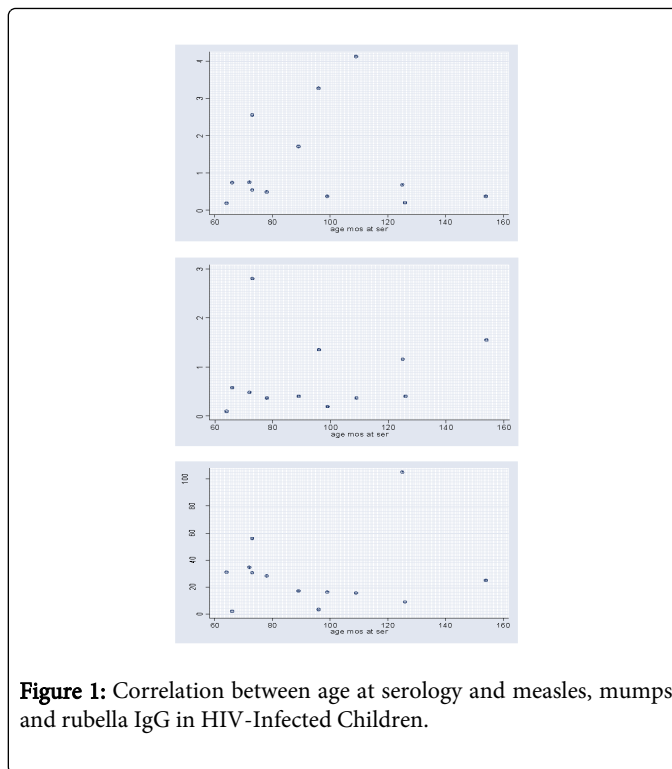 4
3
2
1
0
60 80 100 120 140 160
age mos at ser
3
2
1
0
60 80 100 120 140 160
age mos at ser
100
80
60
40
20
0
60 80 100 120 140 160
age mos at ser
Figure 1: Correlation between age at serology and measles, mumps
and rubella IgG in HIV-Infected Children.